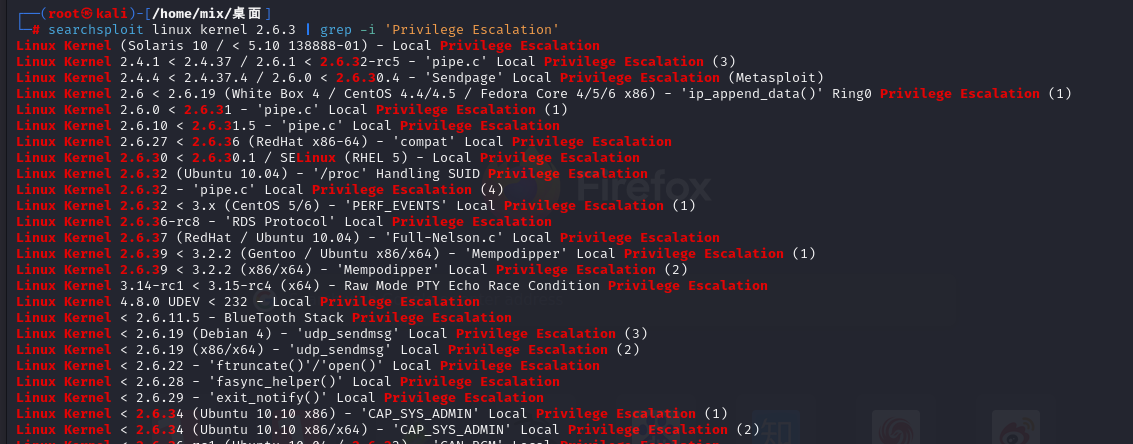 ┌──(root㉿kali)-[/home/mix/桌面]
└─# searchsploit linux kernel 2.6.3 | grep -i 'Privilege Escalation'
Linux Kernel (Solaris 10 / < 5.10 138888-01) - Local Privilege Escalation
Linux Kernel 2.4.1 < 2.4.37 / 2.6.1 < 2.6.32-rc5 - 'pipe.c' Local Privilege Escalation (3)
Linux Kernel 2.4.4 < 2.4.37.4 / 2.6.0 < 2.6.30.4 - 'Sendpage' Local Privilege Escalation (Metasploit)
Linux Kernel 2.6 < 2.6.19 (White Box 4 / CentOS 4.4/4.5 / Fedora Core 4/5/6 x86) - 'ip_append_data()' Ring0 Privilege Escalation (1)
Linux Kernel 2.6.0 < 2.6.31 - 'pipe.c' Local Privilege Escalation (1)
Linux Kernel 2.6.10 < 2.6.31.5 - 'pipe.c' Local Privilege Escalation
Linux Kernel 2.6.27 < 2.6.36 (RedHat x86-64) - 'compat' Local Privilege Escalation
Linux Kernel 2.6.30 < 2.6.30.1 / SELinux (RHEL 5) - Local Privilege Escalation
Linux Kernel 2.6.32 (Ubuntu 10.04) - '/proc' Handling SUID Privilege Escalation
Linux Kernel 2.6.32 - 'pipe.c' Local Privilege Escalation (4)
Firefox
Linux Kernel 2.6.32 < 3.x (CentOS 5/6) - 'PERF_EVENTS' Local Privilege Escalation (1)
Linux Kernel 2.6.36-rc8 - 'RDS Protocol' Local Privilege Escalation
Linux Kernel 2.6.37 (RedHat / Ubuntu 10.04) - 'Full-Nelson.c' Local Privilege Escalation
Linux Kernel 2.6.39 < 3.2.2 (Gentoo / Ubuntu x86/x64) - 'Mempodipper' Local Privilege Escalation (1)
Linux Kernel 2.6.39 < 3.2.2 (x86/x64) - 'Mempodipper' Local Privilege Escalation (2)
Linux Kernel 3.14-rc1 < 3.15-rc4 (x64) - Raw Mode PTY Echo Race Condition Privilege Escalation
Linux Kernel 4.8.0 UDEV < 232 - Local Privilege Escalation
Linux Kernel < 2.6.11.5 - BlueTooth Stack Privilege Escalation
Linux Kernel < 2.6.19 (Debian 4) - 'udp_sendmsg' Local Privilege Escalation (3)
Linux Kernel < 2.6.19 (x86/x64) - 'udp_sendmsg' Local Privilege Escalation (2)
Linux Kernel < 2.6.22 - 'ftruncate()'/'open()' Local Privilege Escalation
Linux Kernel < 2.6.28 - 'fasync_helper()' Local Privilege Escalation
Linux Kernel < 2.6.29 - 'exit_notify()' Local Privilege Escalation
Linux Kernel < 2.6.34 (Ubuntu 10.10 x86) - 'CAP_SYS_ADMIN' Local Privilege Escalation (1)
Linux Kernel < 2.6.34 (Ubuntu 10.10 x86/x64) - 'CAP_SYS_ADMIN' Local Privilege Escalation (2)
知